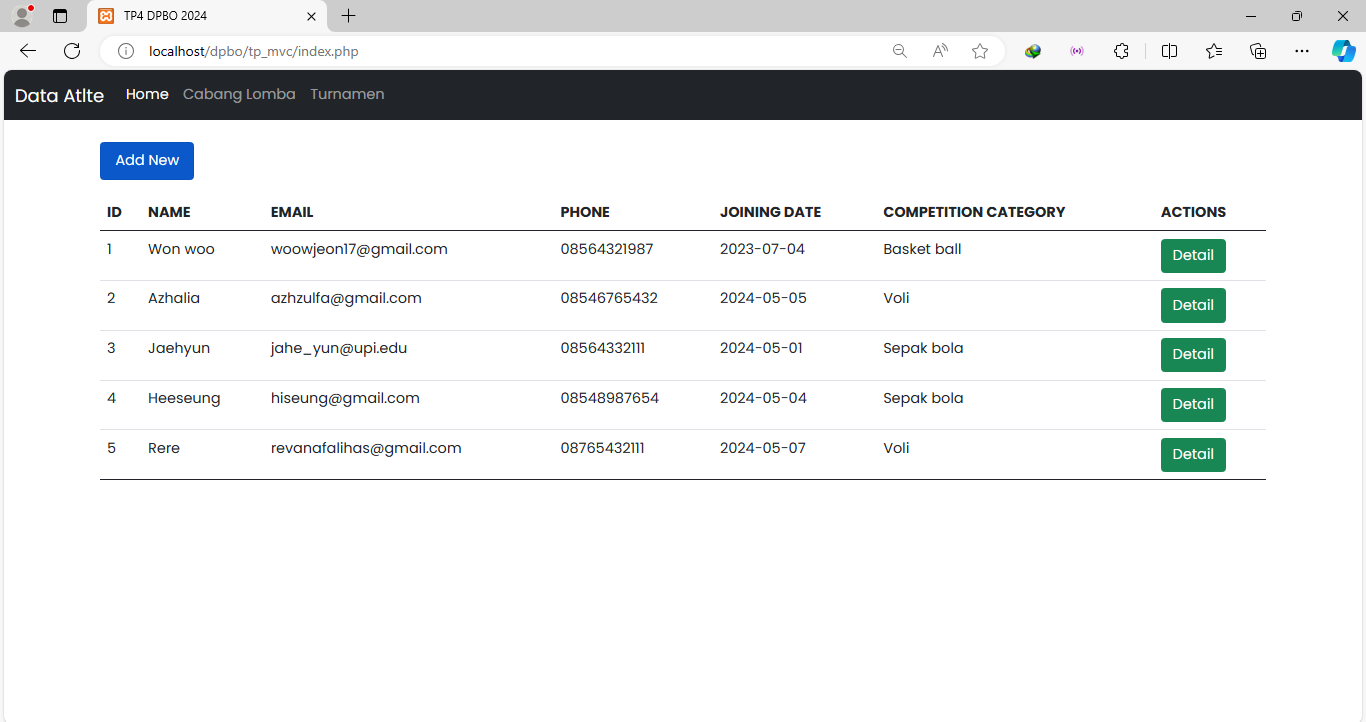 TP4 DPBO 2024
localhost/dpbo/tp_mvc/index.php
Data Atlte Home Cabang Lomba Turnamen
Add New
ID NAME EMAIL PHONE JOINING DATE COMPETITION CATEGORY ACTIONS
1 Won woo woowjeon17@gmail.com 08564321987 2023-07-04 Basket ball Detail
2 Azhalia azhzulfa@gmail.com 08546765432 2024-05-05 Voli Detail
3 Jaehyun jahe_yun@upi.edu 08564332111 2024-05-01 Sepak bola Detail
4 Heeseung hiseung@gmail.com 08548987654 2024-05-04 Sepak bola Detail
5 Rere revanafalihas@gmail.com 08765432111 2024-05-07 Voli Detail